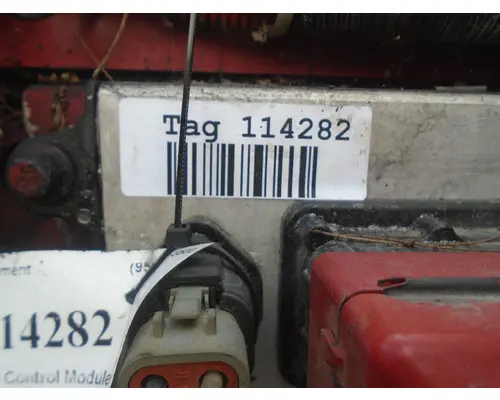 Tag 114282
ment (95
14282
Control Module